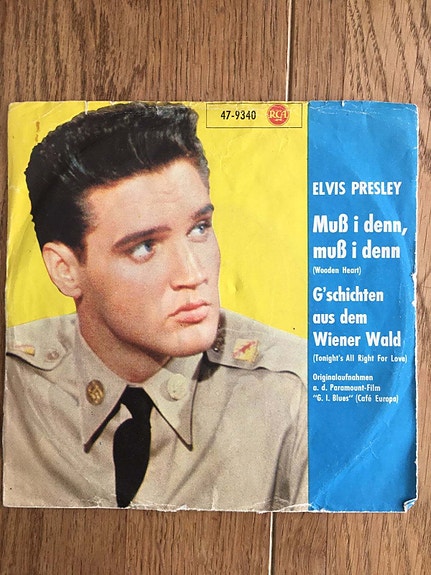 47-9340 RCA
ELVIS PRESLEY
Muß i denn,
muß i denn
(Wooden Heart)
G'schichten
aus dem
Wiener Wald
(Tonight's All Right For Love)
Originalaufnahmen
a. d. Paramount-Film
"G. I. Blues" (Café Europa)